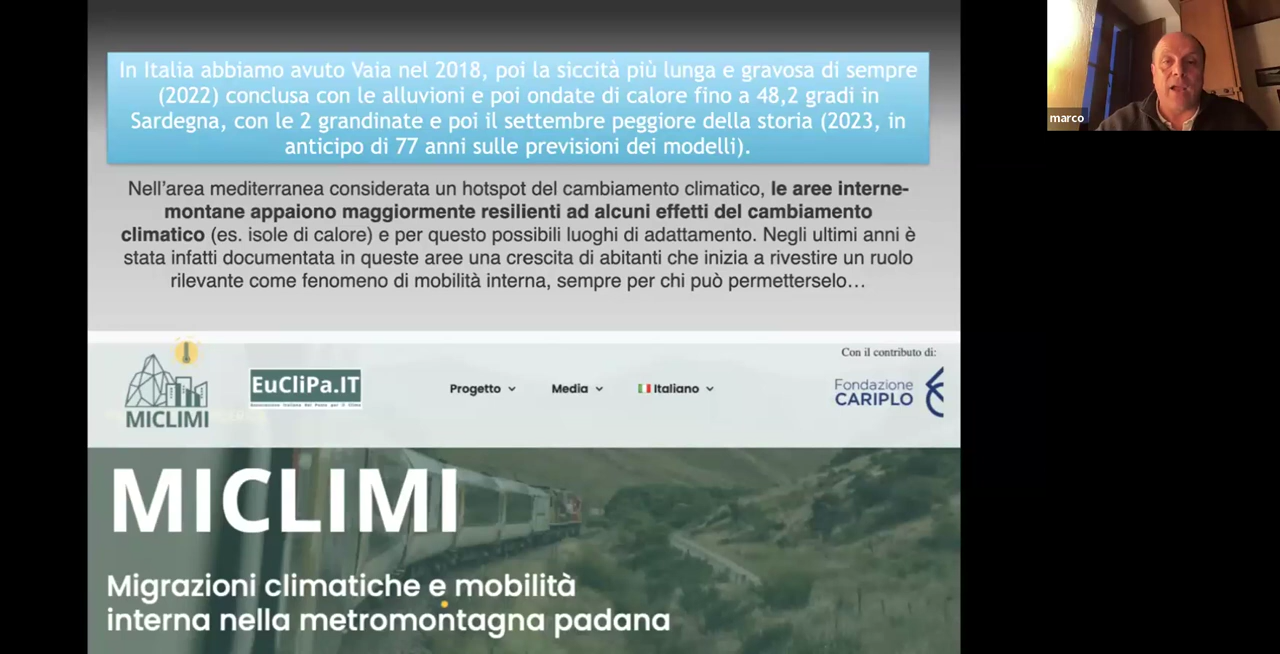 In Italia abbiamo avuto Vaia nel 2018, poi la siccità più lunga e gravosa di sempre
(2022) conclusa con le alluvioni e poi ondate di calore fino a 48,2 gradi in
Sardegna, con le 2 grandinate e poi il settembre peggiore della storia (2023, in
anticipo di 77 anni sulle previsioni dei modelli).
marco
Nell'area mediterranea considerata un hotspot del cambiamento climatico, le aree interne-
montane appaiono maggiormente resilienti ad alcuni effetti del cambiamento
climatico (es. isole di calore) e per questo possibili luoghi di adattamento. Negli ultimi anni è
stata infatti documentata in queste aree una crescita di abitanti che inizia a rivestire un ruolo
rilevante come fenomeno di mobilità interna, sempre per chi può permetterselo…
Con il contributo di:
MICLIMI
EuCliPa.IT
Progetto
Media
Italiano
Fondazione
CARIPLO
MICLIMI
Migrazioni climatiche e mobilità
interna nella metromontagna padana